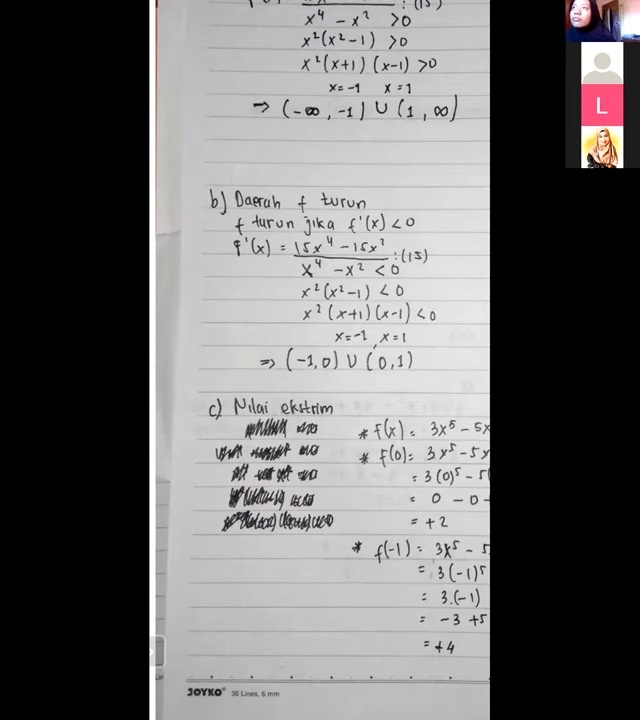 : (15)
x⁴ - x² > 0
x²(x²-1) > 0
x²(x+1) (x-1) > 0
x=-1 x=1
⇒ (-∞, -1) ∪ (1, ∞)
b) Daerah f turun
f turun jika f'(x) < 0
f'(x) = 15x⁴ - 15x² : (15)
x⁴ - x² < 0
x²(x²-1) < 0
x²(x+1)(x-1) < 0
x=-1, x=1
⇒ (-1,0) ∪ (0,1)
c) Nilai ekstrim
* f(x) = 3x⁵ - 5x
* f(0) = 3x⁵ - 5x
= 3(0)⁵ - 5(
= 0 - 0 -
= +2
* f(-1) = 3x⁵ - 5
= 3(-1)⁵
= 3.(-1)
= -3 +5
= +4
JOYKO® 36 Lines, 6 mm
L